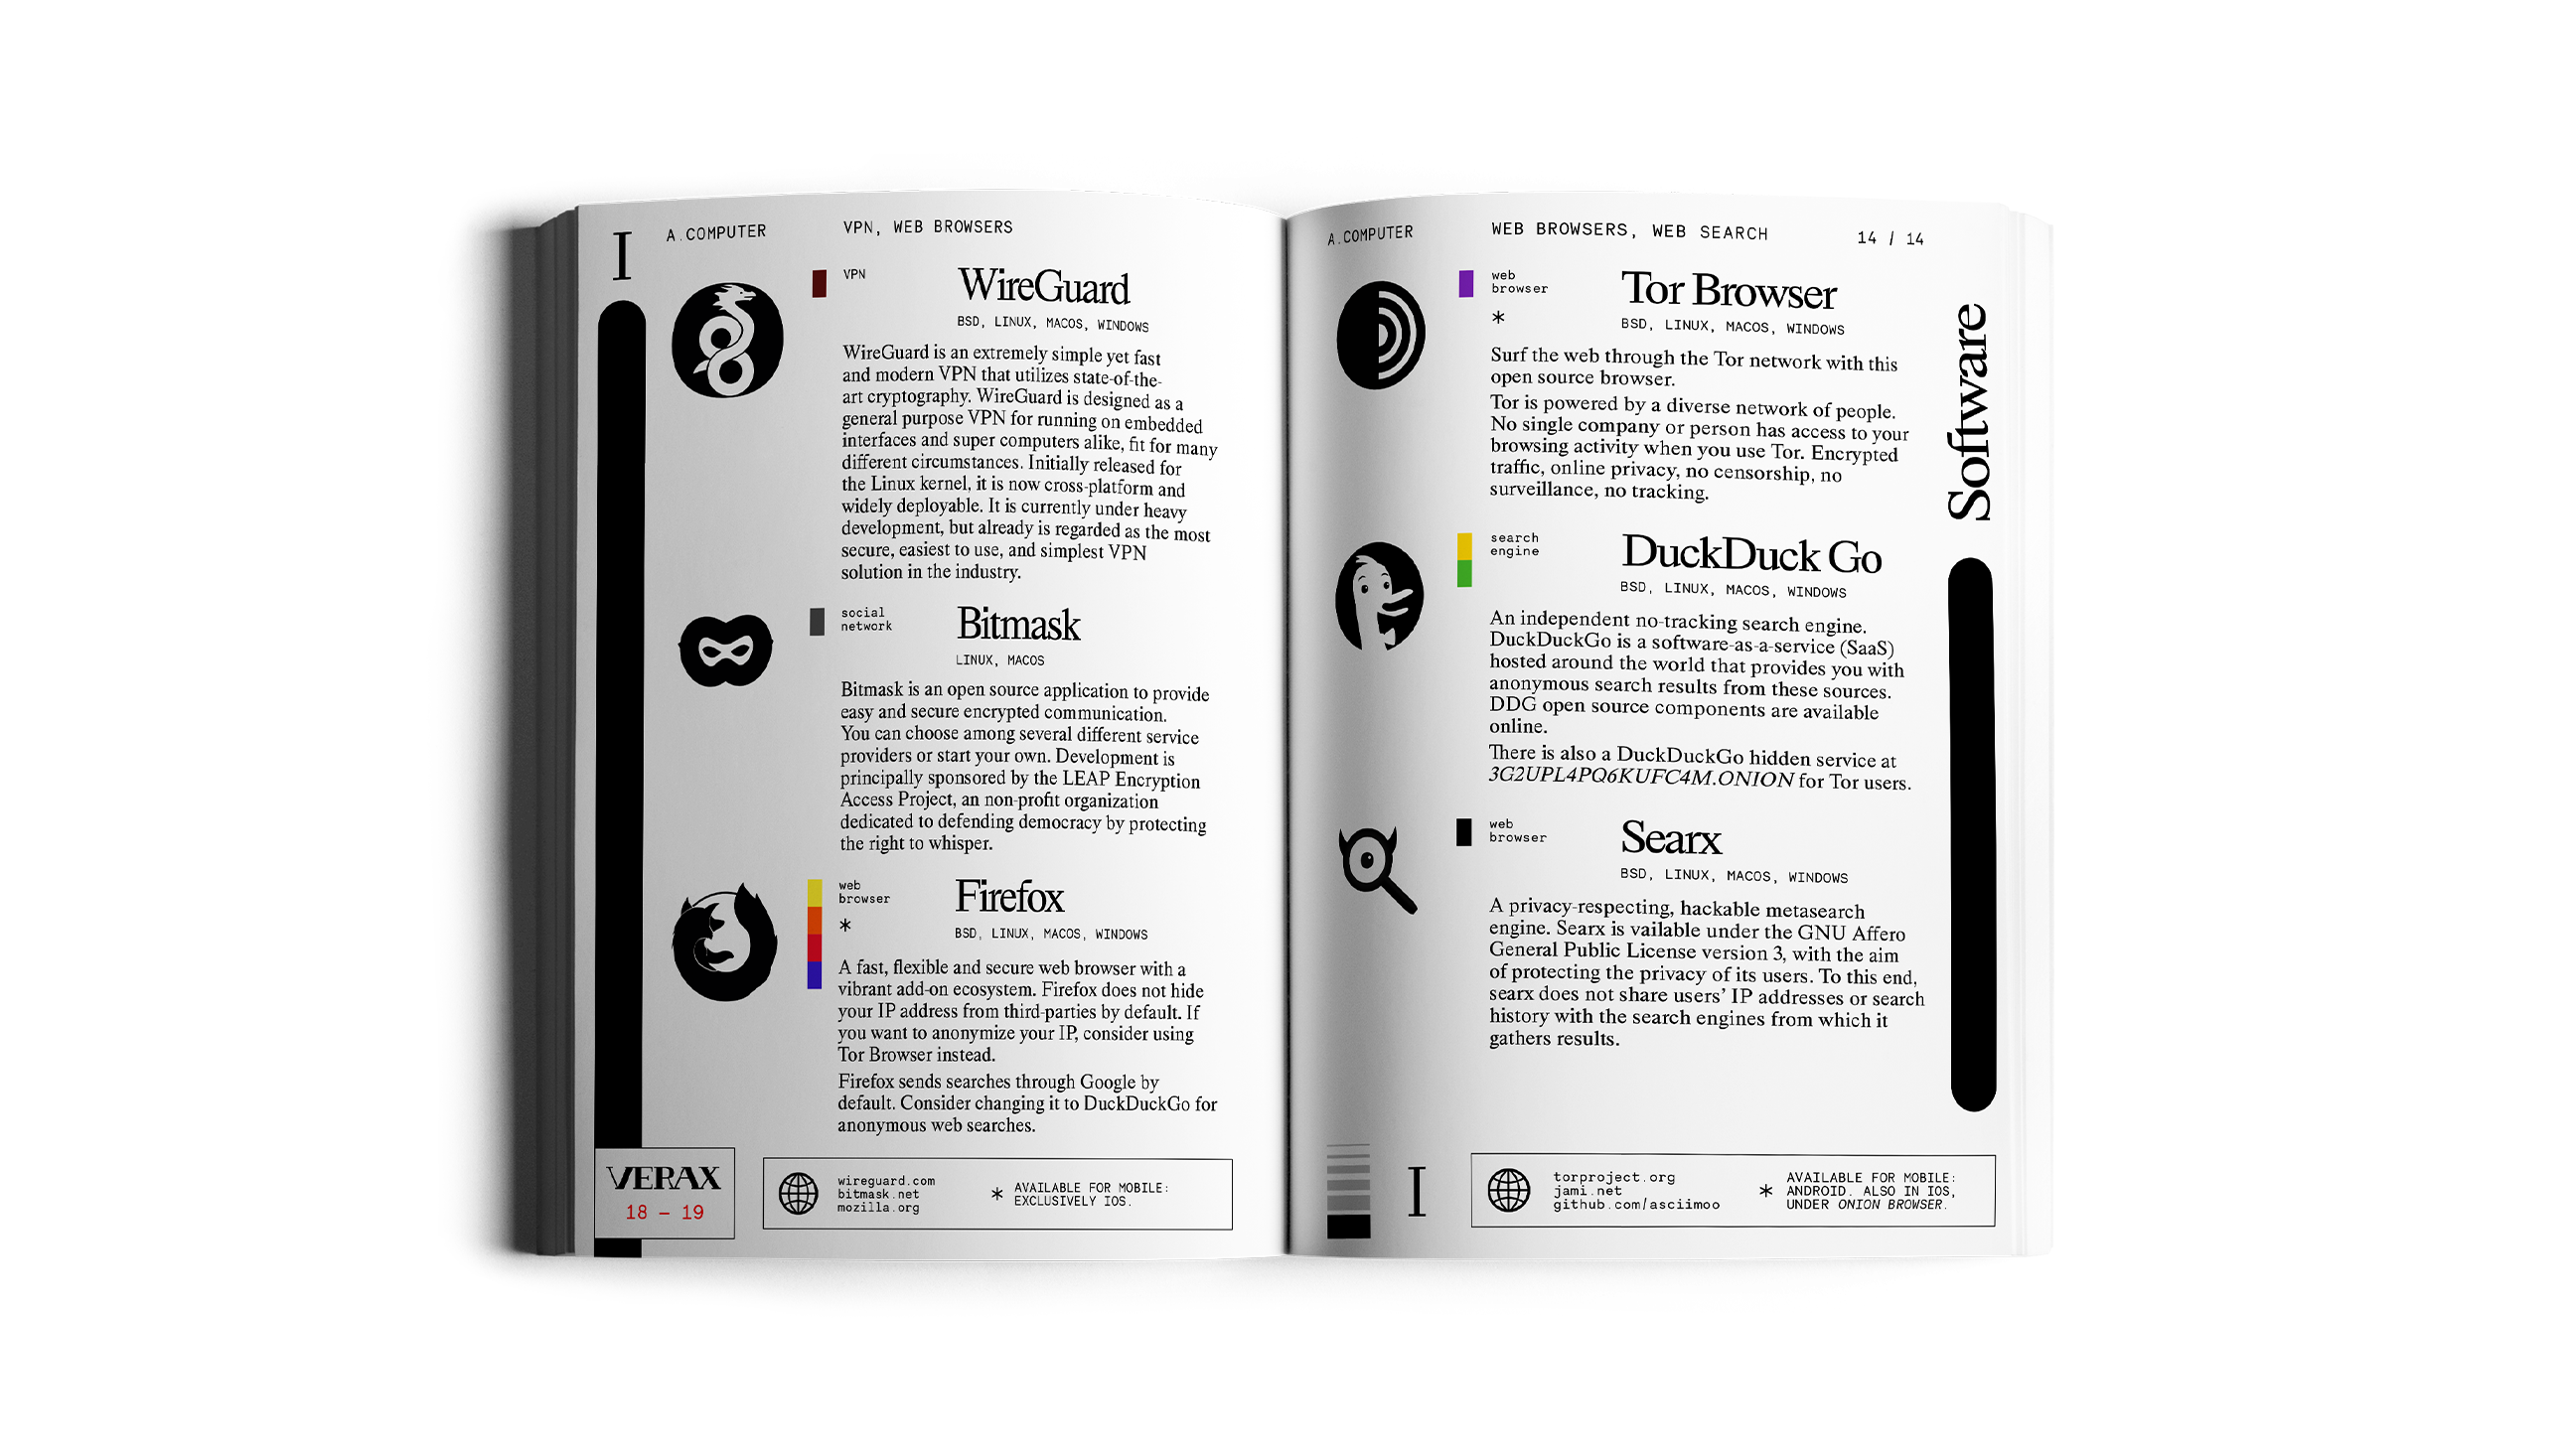 I
A.COMPUTER
VPN, WEB BROWSERS
VPN
WireGuard
BSD, LINUX, MACOS, WINDOWS
WireGuard is an extremely simple yet fast
and modern VPN that utilizes state-of-the-
art cryptography. WireGuard is designed as a
general purpose VPN for running on embedded
interfaces and super computers alike, fit for many
different circumstances. Initially released for
the Linux kernel, it is now cross-platform and
widely deployable. It is currently under heavy
development, but already is regarded as the most
secure, easiest to use, and simplest VPN
solution in the industry.
social
network
Bitmask
LINUX, MACOS
Bitmask is an open source application to provide
easy and secure encrypted communication.
You can choose among several different service
providers or start your own. Development is
principally sponsored by the LEAP Encryption
Access Project, an non-profit organization
dedicated to defending democracy by protecting
the right to whisper.
web
browser
*
Firefox
BSD, LINUX, MACOS, WINDOWS
A fast, flexible and secure web browser with a
vibrant add-on ecosystem. Firefox does not hide
your IP address from third-parties by default. If
you want to anonymize your IP, consider using
Tor Browser instead.
Firefox sends searches through Google by
default. Consider changing it to DuckDuckGo for
anonymous web searches.
VERAX
18 – 19
wireguard.com
bitmask.net
mozilla.org
* AVAILABLE FOR MOBILE:
EXCLUSIVELY IOS.
A.COMPUTER
WEB BROWSERS, WEB SEARCH
14 / 14
web
browser
*
Tor Browser
BSD, LINUX, MACOS, WINDOWS
Surf the web through the Tor network with this
open source browser.
Tor is powered by a diverse network of people.
No single company or person has access to your
browsing activity when you use Tor. Encrypted
traffic, online privacy, no censorship, no
surveillance, no tracking.
Software
search
engine
DuckDuck Go
BSD, LINUX, MACOS, WINDOWS
An independent no-tracking search engine.
DuckDuckGo is a software-as-a-service (SaaS)
hosted around the world that provides you with
anonymous search results from these sources.
DDG open source components are available
online.
There is also a DuckDuckGo hidden service at
3G2UPL4PQ6KUFC4M.ONION for Tor users.
web
browser
Searx
BSD, LINUX, MACOS, WINDOWS
A privacy-respecting, hackable metasearch
engine. Searx is vailable under the GNU Affero
General Public License version 3, with the aim
of protecting the privacy of its users. To this end,
searx does not share users’ IP addresses or search
history with the search engines from which it
gathers results.
I
torproject.org
jami.net
github.com/asciimoo
* AVAILABLE FOR MOBILE:
ANDROID. ALSO IN IOS,
UNDER ONION BROWSER.